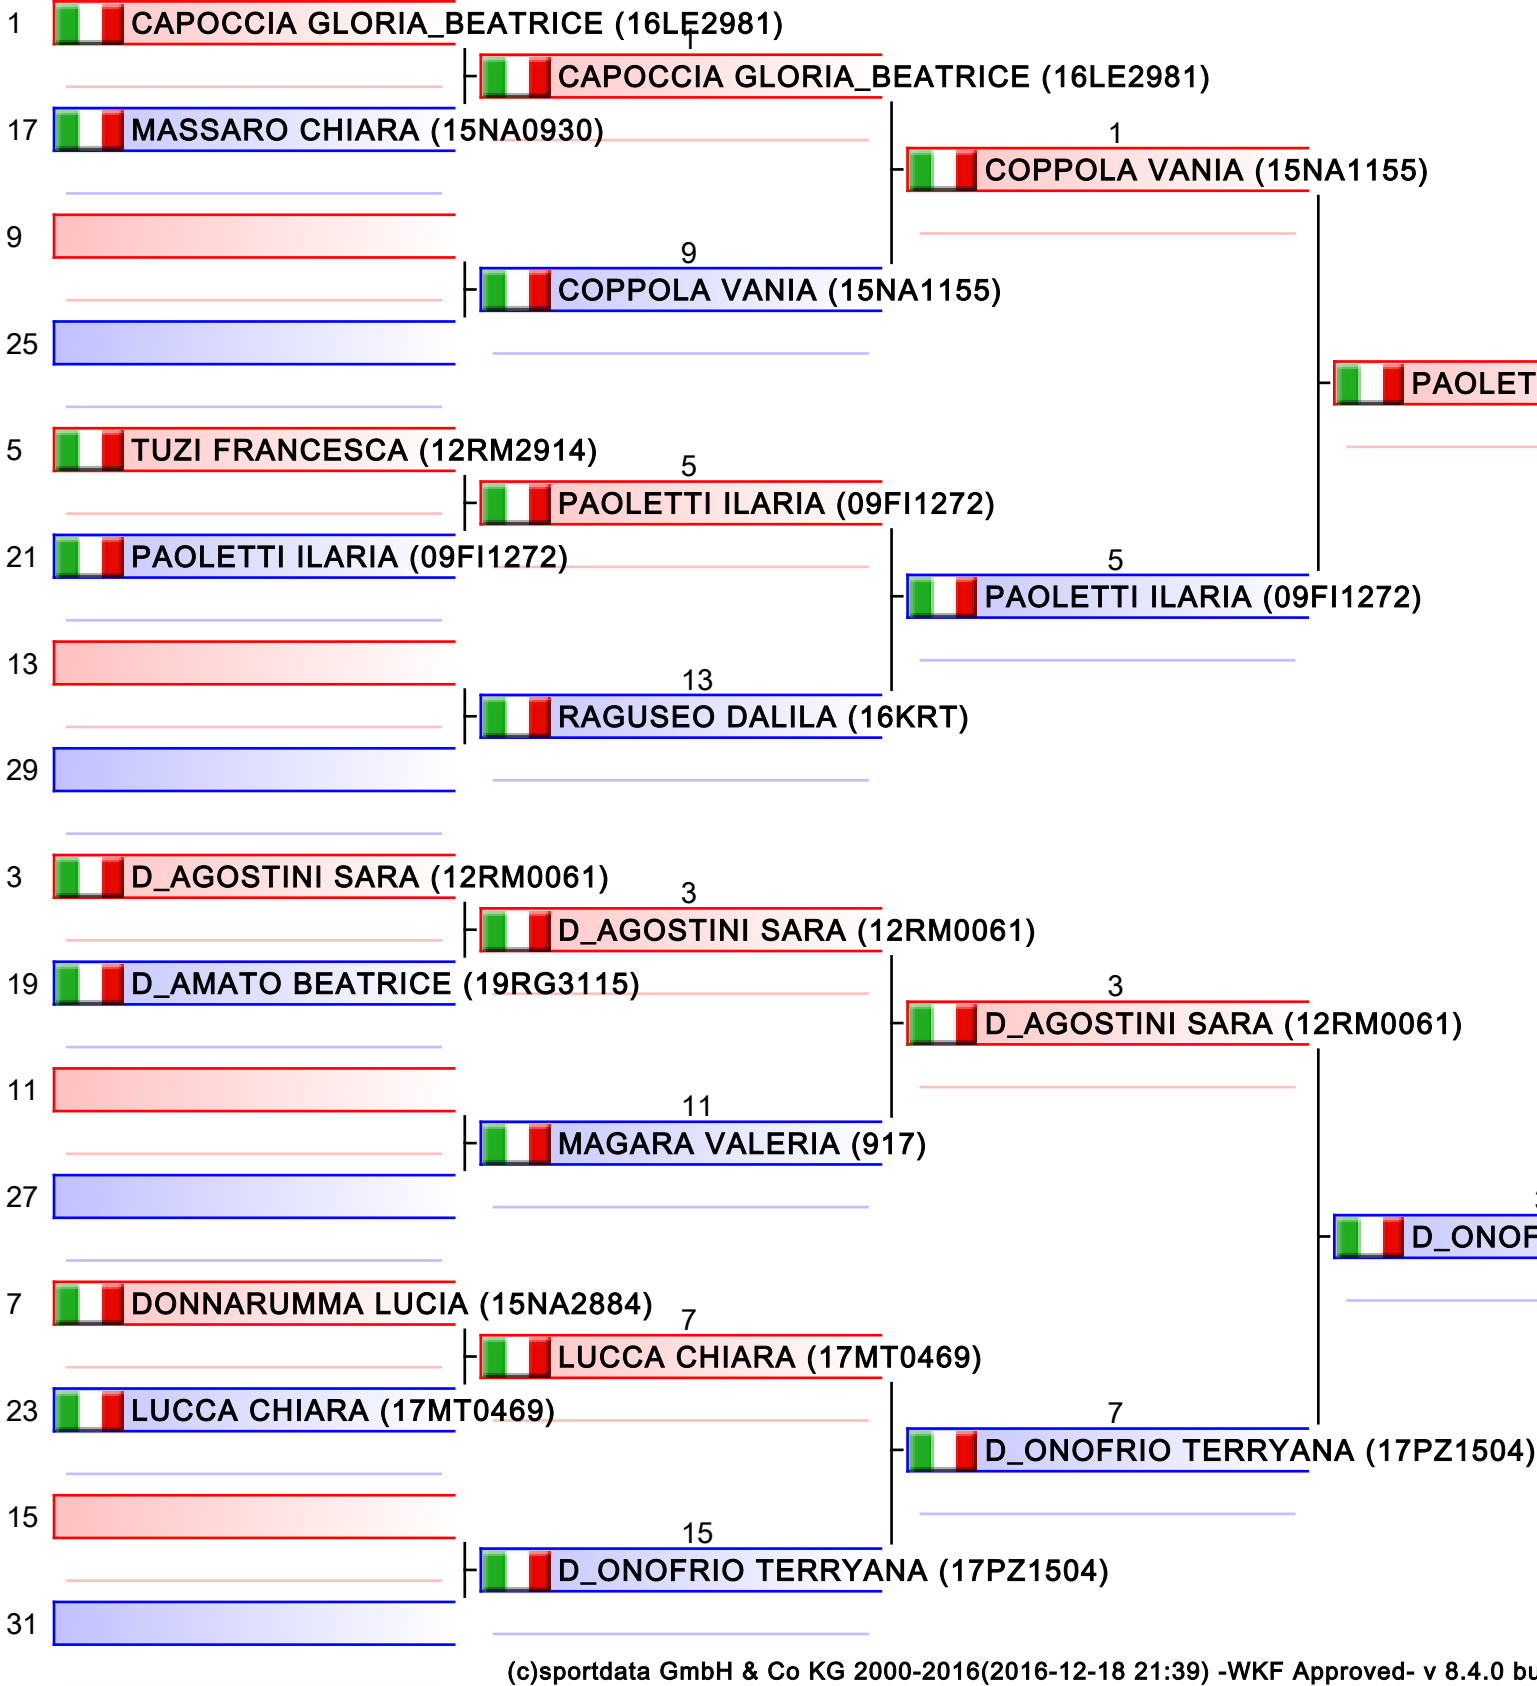 1 CAPOCCIA GLORIA_BEATRICE (16LE2981)
1
CAPOCCIA GLORIA_BEATRICE (16LE2981)
17 MASSARO CHIARA (15NA0930)
1
COPPOLA VANIA (15NA1155)
9
9
COPPOLA VANIA (15NA1155)
25
PAOLET
5 TUZI FRANCESCA (12RM2914)
5
PAOLETTI ILARIA (09FI1272)
21 PAOLETTI ILARIA (09FI1272)
5
PAOLETTI ILARIA (09FI1272)
13
13
RAGUSEO DALILA (16KRT)
29
3 D_AGOSTINI SARA (12RM0061)
3
D_AGOSTINI SARA (12RM0061)
19 D_AMATO BEATRICE (19RG3115)
3
D_AGOSTINI SARA (12RM0061)
11
11
MAGARA VALERIA (917)
27
D_ONOF
7 DONNARUMMA LUCIA (15NA2884)
7
LUCCA CHIARA (17MT0469)
23 LUCCA CHIARA (17MT0469)
7
D_ONOFRIO TERRYANA (17PZ1504)
15
15
D_ONOFRIO TERRYANA (17PZ1504)
31
(c)sportdata GmbH & Co KG 2000-2016(2016-12-18 21:39) -WKF Approved- v 8.4.0 bu